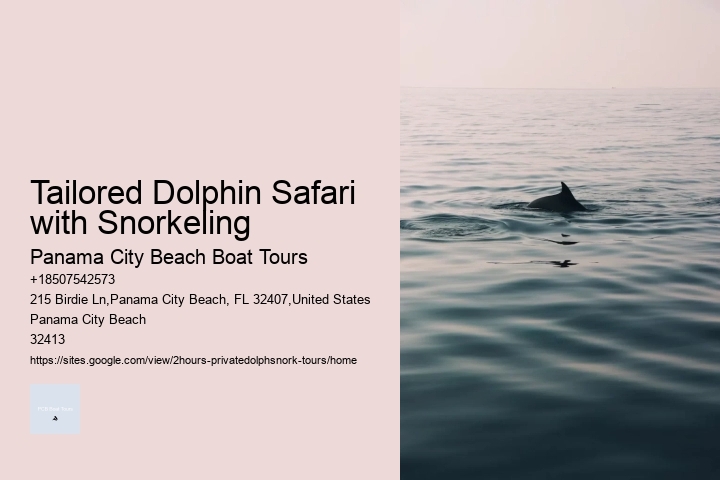 Tailored Dolphin Safari
with Snorkeling
Panama City Beach Boat Tours
+18507542573
215 Birdie Ln,Panama City Beach, FL 32407,United States
Panama City Beach
32413
https://sites.google.com/view/2hours-privatedolphsnork-tours/home